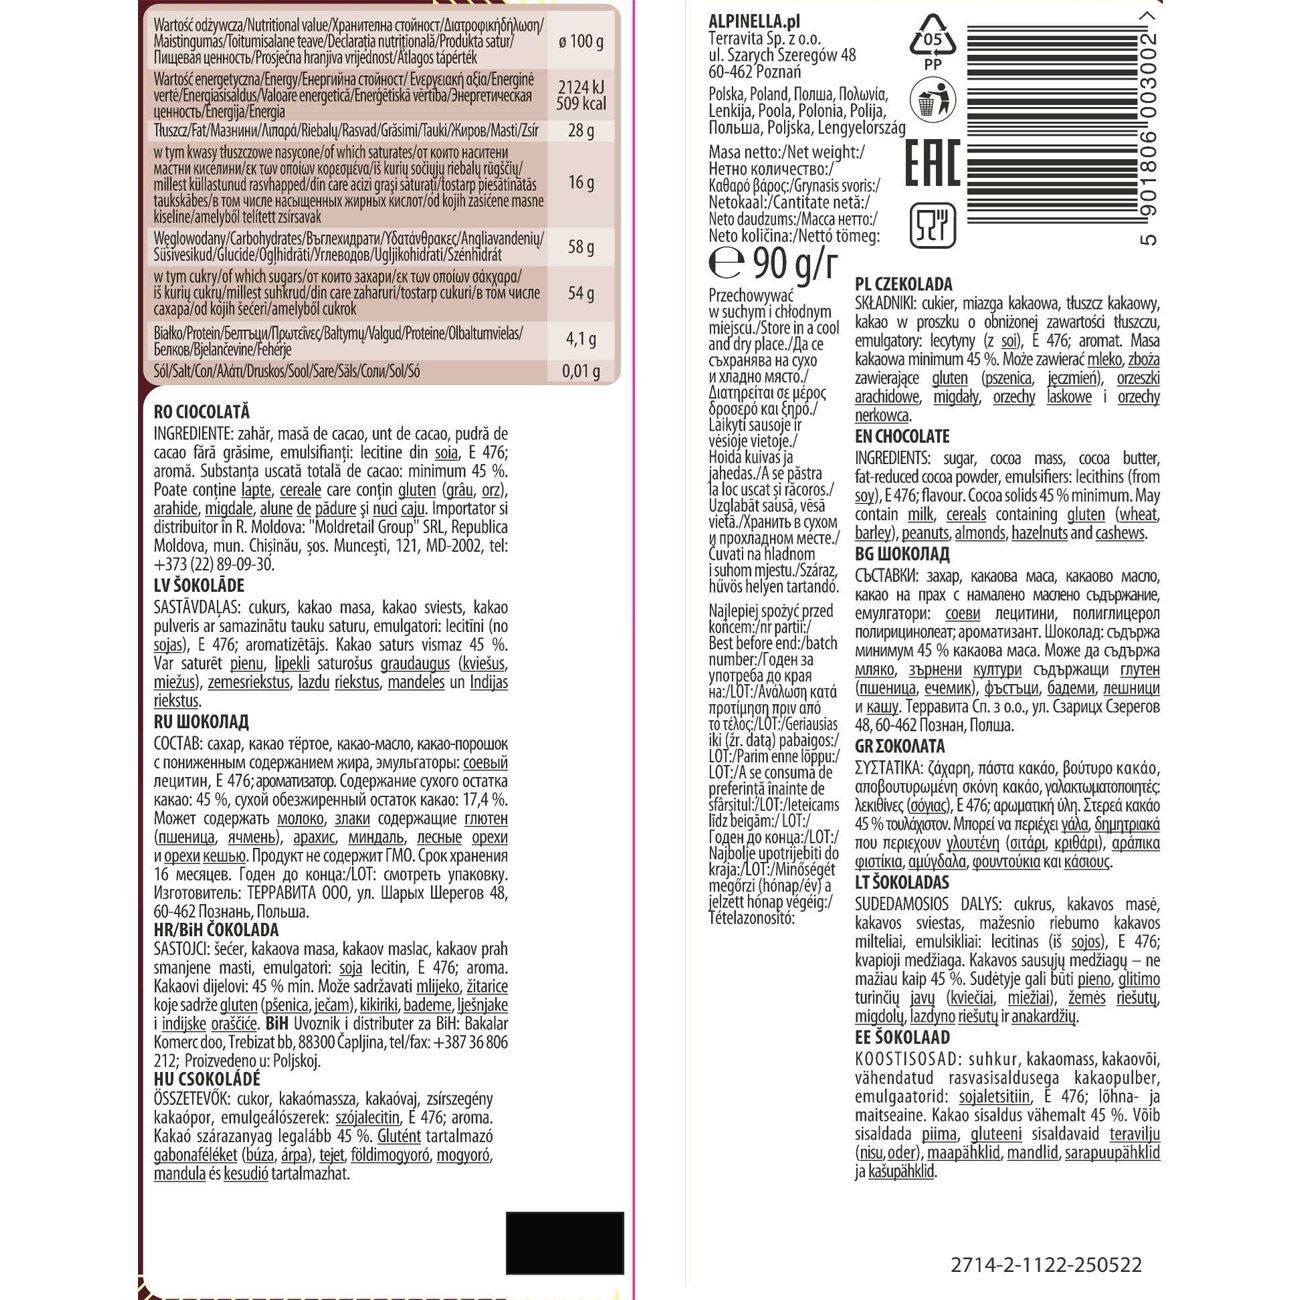 Wartość odżywcza/Nutritional value/Хранителна стойност/Διατροφικήδήλωση/
Maistingumas/Toitumisalane teave/Declarația nutrițională/Produkta satur/
Пищевая ценность/Prosječna hranjiva vrijednost/Átlagos tápérték
ø 100 g
Wartość energetyczna/Energy/Енергийна стойност/ Ενεργειακή αξία/Energinė
vertė/Energiasisaldus/Valoare energetică/Enerģētiskā vērtība/Энергетическая
ценность/Energija/Energia
2124 kJ
509 kcal
Tłuszcz/Fat/Мазнини/Λιπαρά/Riebalų/Rasvad/Grăsimi/Tauki/Жиров/Masti/Zsír
28 g
w tym kwasy tłuszczowe nasycone/of which saturates/от които наситени
мастни киселини/εκ των οποίων κορεσμένα/iš kurių sočiųjų riebalų rūgščių/
millest küllastunud rasvhapped/din care acizi grași saturați/tostarp piesātinātās
taukskābes/в том числе насыщенных жирных кислот/od kojih zasićene masne
kiseline/amelyből telített zsírsavak
16 g
Węglowodany/Carbohydrates/Въглехидрати/Υδατάνθρακες/Angliavandenių/
Süsivesikud/Glucide/Ogļhidrāti/Углеводов/Ugljikohidrati/Szénhidrát
58 g
w tym cukry/of which sugars/от които захари/εκ των οποίων σάκχαρα/
iš kurių cukrų/millest suhkrud/din care zaharuri/tostarp cukuri/в том числе
сахара/od kojih šećeri/amelyből cukrok
54 g
Białko/Protein/Белтъци/Πρωτεΐνες/Baltymų/Valgud/Proteine/Olbaltumvielas/
Белков/Bjelančevine/Fehérje
4,1 g
Sól/Salt/Сол/Αλάτι/Druskos/Sool/Sare/Sāls/Соли/Sol/Só
0,01 g
RO CIOCOLATĂ
INGREDIENTE: zahăr, masă de cacao, unt de cacao, pudră de
cacao fără grăsime, emulsifianți: lecitine din soia, E 476;
aromă. Substanța uscată totală de cacao: minimum 45 %.
Poate conține lapte, cereale care conțin gluten (grâu, orz),
arahide, migdale, alune de pădure și nuci caju. Importator si
distribuitor în R. Moldova: "Moldretail Group" SRL, Republica
Moldova, mun. Chișinău, șos. Muncești, 121, MD-2002, tel:
+373 (22) 89-09-30.
LV ŠOKOLĀDE
SASTĀVDAĻAS: cukurs, kakao masa, kakao sviests, kakao
pulveris ar samazinātu tauku saturu, emulgatori: lecitīni (no
sojas), E 476; aromatizētājs. Kakao saturs vismaz 45 %.
Var saturēt pienu, lipekli saturošus graudaugus (kviešus,
miežus), zemesriekstus, lazdu riekstus, mandeles un Indijas
riekstus.
RU ШОКОЛАД
СОСТАВ: сахар, какао тёртое, какао-масло, какао-порошок
с пониженным содержанием жира, эмульгаторы: соевый
лецитин, Е 476; ароматизатор. Содержание сухого остатка
какао: 45 %, сухой обезжиренный остаток какао: 17,4 %.
Может содержать молоко, злаки содержащие глютен
(пшеница, ячмень), арахис, миндаль, лесные орехи
и орехи кешью. Продукт не содержит ГМО. Срок хранения
16 месяцев. Годен до конца:/LOT: смотреть упаковку.
Изготовитель: ТЕРРАВИТА ООО, ул. Шарых Шерегов 48,
60-462 Познань, Польша.
HR/BiH ČOKOLADA
SASTOJCI: šećer, kakaova masa, kakaov maslac, kakaov prah
smanjene masti, emulgatori: soja lecitin, E 476; aroma.
Kakaovi dijelovi: 45 % min. Može sadržavati mlijeko, žitarice
koje sadrže gluten (pšenica, ječam), kikiriki, bademe, lješnjake
i indijske oraščiće. BiH Uvoznik i distributer za BiH: Bakalar
Komerc doo, Trebizat bb, 88300 Čapljina, tel/fax: +387 36 806
212; Proizvedeno u: Poljskoj.
HU CSOKOLÁDÉ
ÖSSZETEVŐK: cukor, kakaómassza, kakaóvaj, zsírszegény
kakaópor, emulgeálószerek: szójalecitin, E 476; aroma.
Kakaó szárazanyag legalább 45 %. Glutént tartalmazó
gabonaféléket (búza, árpa), tejet, földimogyoró, mogyoró,
mandula és kesudió tartalmazhat.
ALPINELLA.pl
Terravita Sp. z o.o.
ul. Szarych Szeregów 48
60-462 Poznań
Polska, Poland, Полша, Πολωνία,
Lenkija, Poola, Polonia, Polija,
Польша, Poljska, Lengyelország
Masa netto:/Net weight:/
Нетно количество:/
Καθαρό βάρος:/Grynasis svoris:/
Netokaal:/Cantitate netă:/
Neto daudzums:/Масса нетто:/
Neto količina:/Nettó tömeg:
℮ 90 g/г
Przechowywać
w suchym i chłodnym
miejscu./Store in a cool
and dry place./Да се
съхранява на сухо
и хладно място./
Διατηρείται σε μέρος
δροσερό και ξηρό./
Laikyti sausoje ir
vėsioje vietoje./
Hoida kuivas ja
jahedas./A se păstra
la loc uscat și răcoros./
Uzglabāt sausā, vēsā
vietā./Хранить в сухом
и прохладном месте./
Čuvati na hladnom
i suhom mjestu./Száraz,
hűvös helyen tartandó.
Najlepiej spożyć przed
końcem:/nr partii:/
Best before end:/batch
number:/Годен за
употреба до края
на:/LOT:/Ανάλωση κατά
προτίμηση πριν από
το τέλος:/LOT:/Geriausias
iki (žr. datą) pabaigos:/
LOT:/Parim enne lõppu:/
LOT:/A se consuma de
preferință înainte de
sfârșitul:/LOT:/Ieteicams
līdz beigām:/ LOT:/
Годен до конца:/LOT:/
Najbolje upotrijebiti do
kraja:/LOT:/Minőségét
megőrzi (hónap/év) a
jelzett hónap végéig:/
Tételazonosító:
05
PP
EAC
5 901806 003002 >
PL CZEKOLADA
SKŁADNIKI: cukier, miazga kakaowa, tłuszcz kakaowy,
kakao w proszku o obniżonej zawartości tłuszczu,
emulgatory: lecytyny (z soi), E 476; aromat. Masa
kakaowa minimum 45 %. Może zawierać mleko, zboża
zawierające gluten (pszenica, jęczmień), orzeszki
arachidowe, migdały, orzechy laskowe i orzechy
nerkowca.
EN CHOCOLATE
INGREDIENTS: sugar, cocoa mass, cocoa butter,
fat-reduced cocoa powder, emulsifiers: lecithins (from
soy), E 476; flavour. Cocoa solids 45 % minimum. May
contain milk, cereals containing gluten (wheat,
barley), peanuts, almonds, hazelnuts and cashews.
BG ШОКОЛАД
СЪСТАВКИ: захар, какаова маса, какаово масло,
какао на прах с намалено маслено съдържание,
емулгатори: соеви лецитини, полиглицерол
полирицинолеат; ароматизант. Шоколад: съдържа
минимум 45 % какаова маса. Може да съдържа
мляко, зърнени култури съдържащи глутен
(пшеница, ечемик), фъстъци, бадеми, лешници
и кашу. Терравита Сп. з о.о., ул. Сзарицх Сзерегов
48, 60-462 Познан, Полша.
GR ΣΟΚΟΛΑΤΑ
ΣΥΣΤΑΤΙΚΑ: ζάχαρη, πάστα κακάο, βούτυρο κακάο,
αποβουτυρωμένη σκόνη κακάο, γαλακτωματοποιητές:
λεκιθίνες (σόγιας), E 476; αρωματική ύλη. Στερεά κακάο
45 % τουλάχιστον. Μπορεί να περιέχει γάλα, δημητριακά
που περιεχουν γλουτένη (σιτάρι, κριθάρι), αράπικα
φιστίκια, αμύγδαλα, φουντούκια και κάσιους.
LT ŠOKOLADAS
SUDEDAMOSIOS DALYS: cukrus, kakavos masė,
kakavos sviestas, mažesnio riebumo kakavos
milteliai, emulsikliai: lecitinas (iš sojos), E 476;
kvapioji medžiaga. Kakavos sausųjų medžiagų – ne
mažiau kaip 45 %. Sudėtyje gali būti pieno, glitimo
turinčių javų (kviečiai, miežiai), žemės riešutų,
migdolų, lazdyno riešutų ir anakardžių.
EE ŠOKOLAAD
KOOSTISOSAD: suhkur, kakaomass, kakaovõi,
vähendatud rasvasisaldusega kakaopulber,
emulgaatorid: sojaletsitiin, E 476; lõhna- ja
maitseaine. Kakao sisaldus vähemalt 45 %. Võib
sisaldada piima, gluteeni sisaldavaid teravilju
(nisu, oder), maapähklid, mandlid, sarapuupähklid
ja kašupähklid.
2714-2-1122-250522